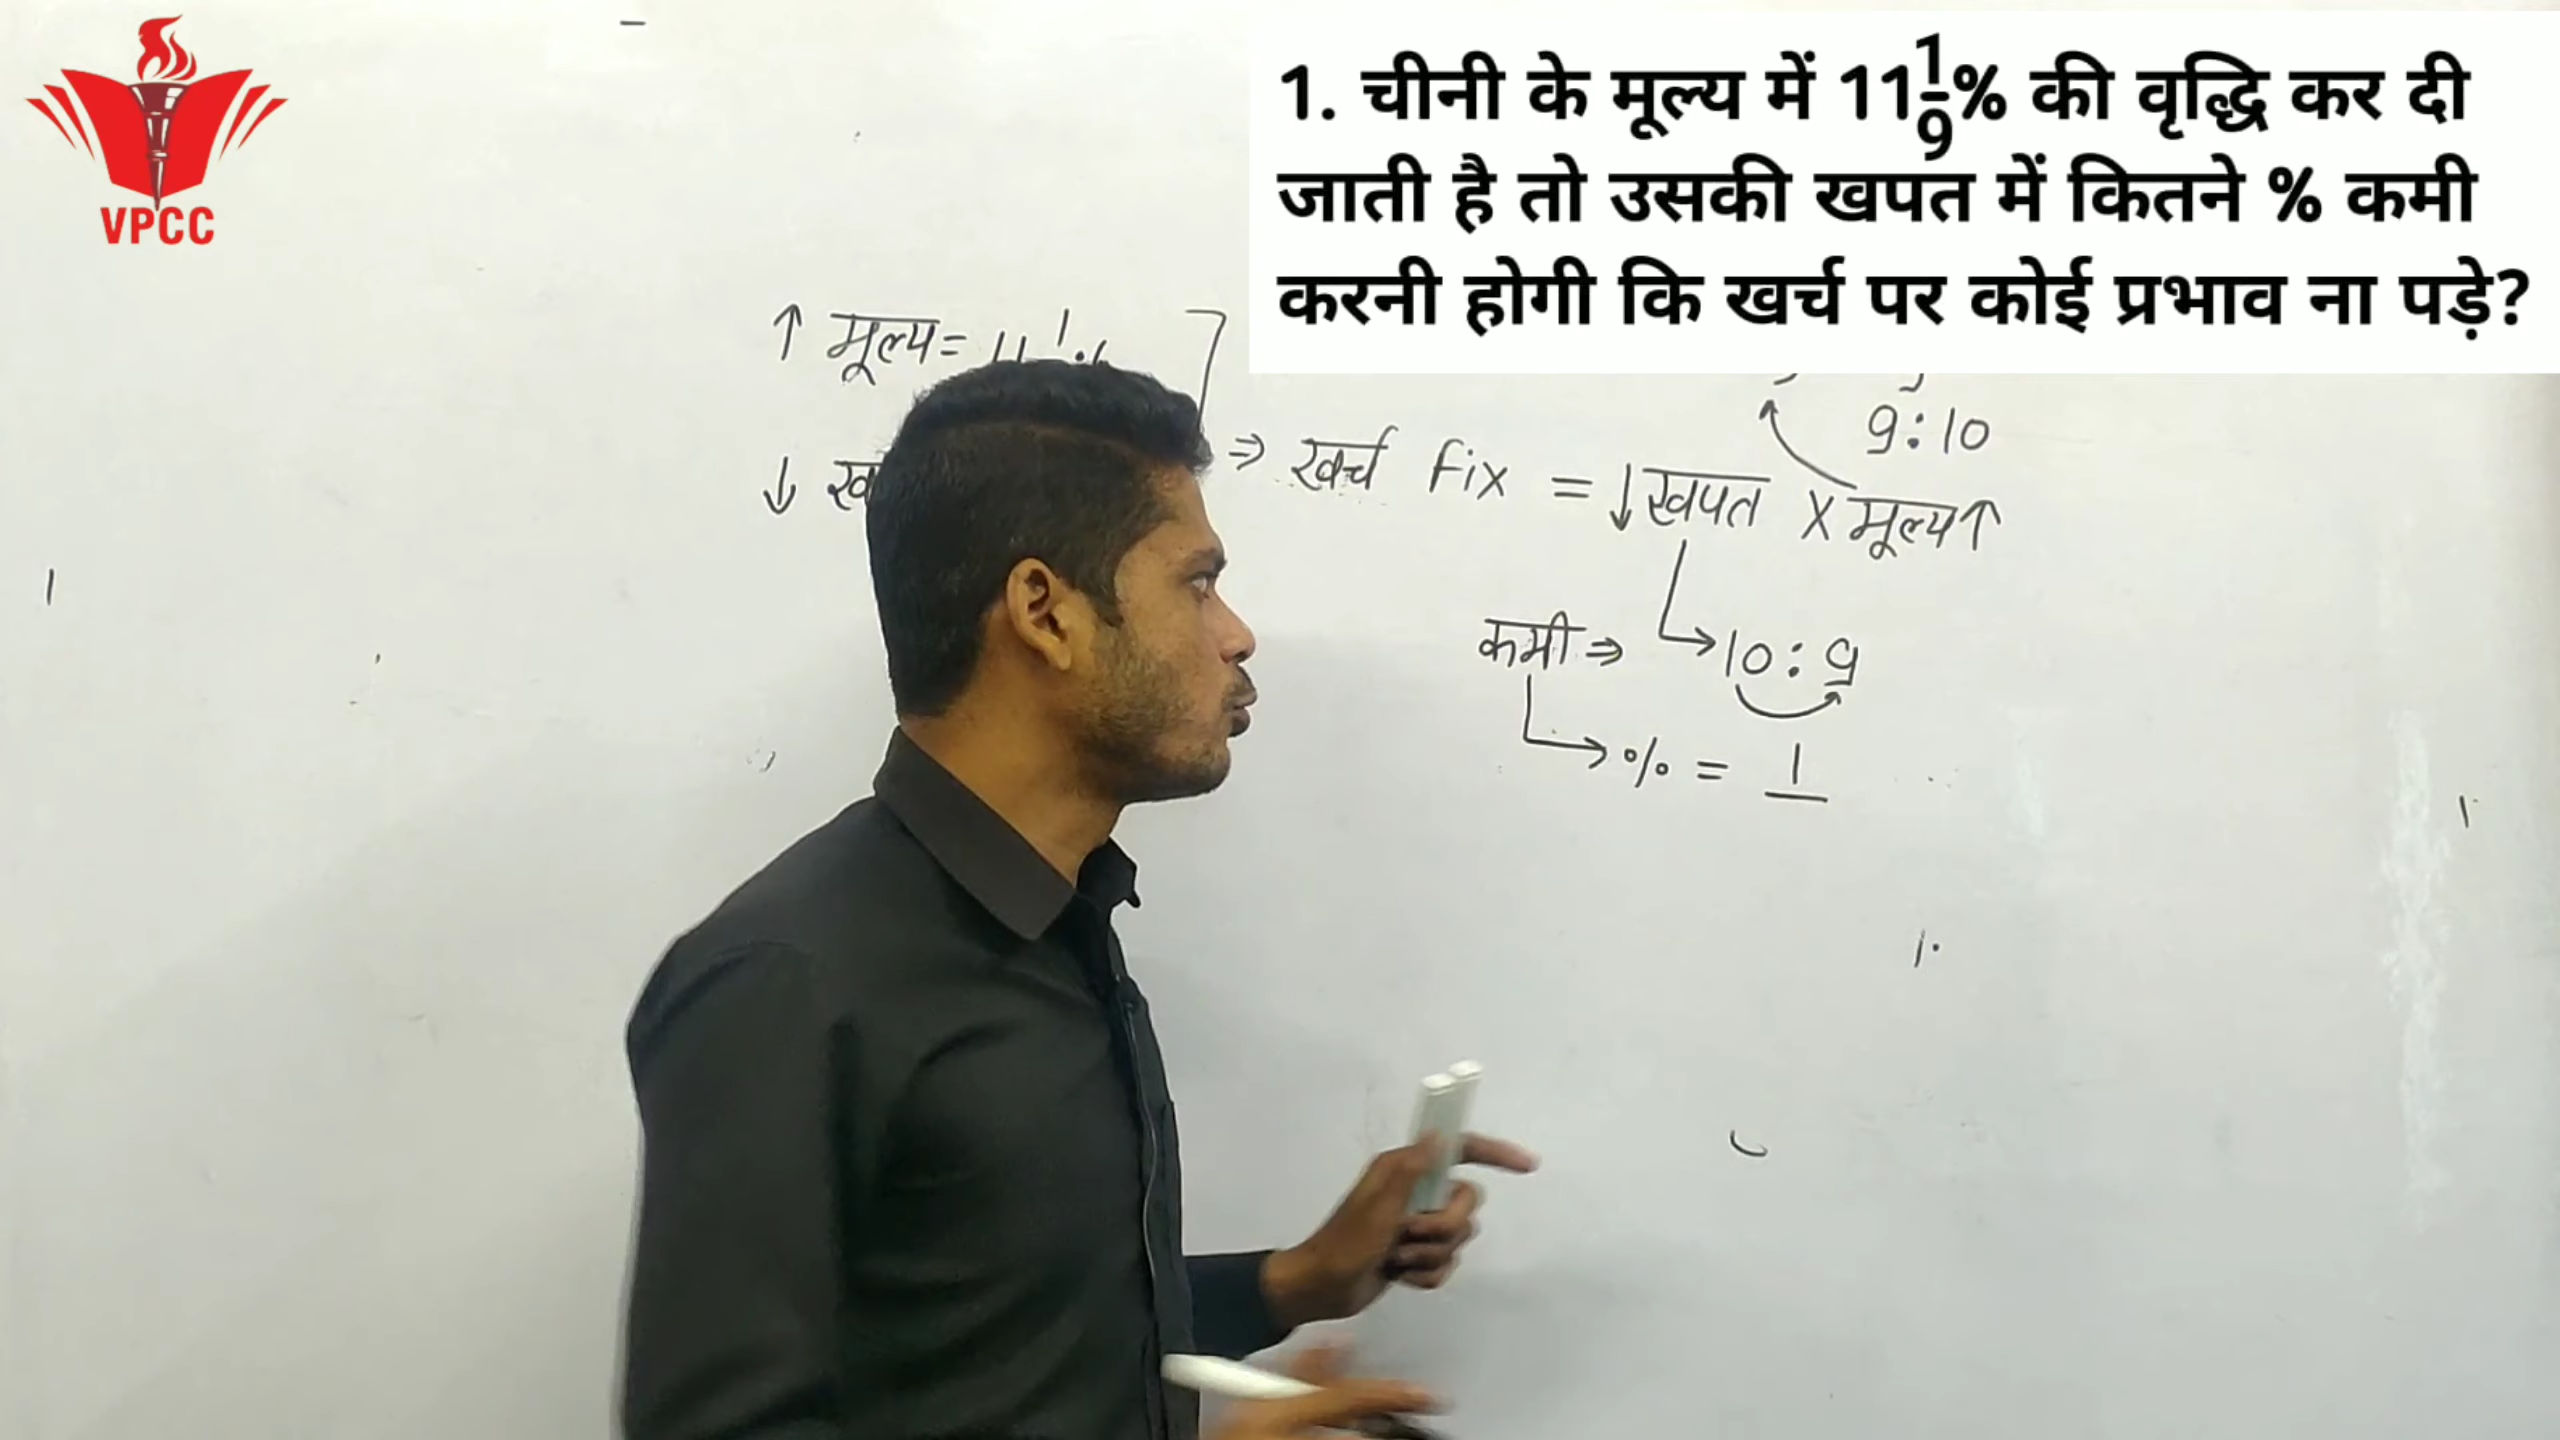 VPCC
1. चीनी के मूल्य में 11 1/9% की वृद्धि कर दी
जाती है तो उसकी खपत में कितने % कमी
करनी होगी कि खर्च पर कोई प्रभाव ना पड़े?
↑ मूल्य =
9:10
↓
⇒ खर्च Fix = ↓खपत X मूल्य↑
कमी ⇒ 10:9
% = 1